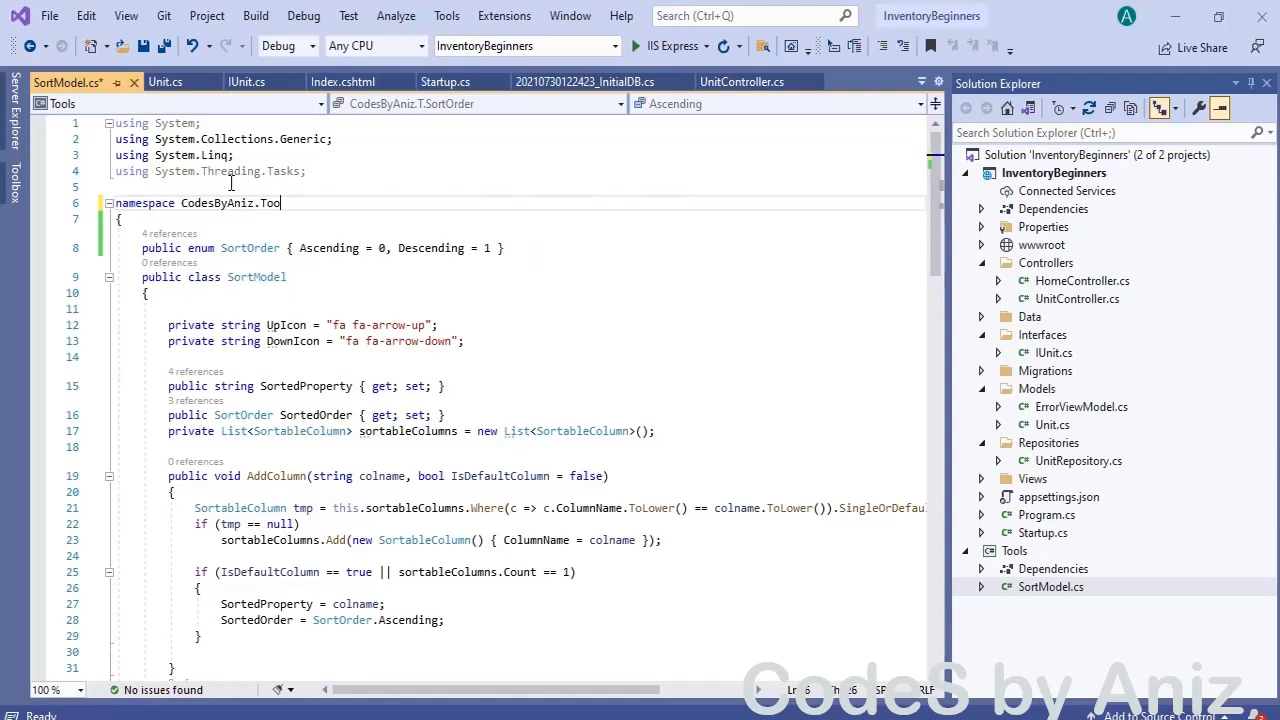 File Edit View Git Project Build Debug Test Analyze Tools Extensions Window Help Search (Ctrl+Q) InventoryBeginners A
Debug Any CPU InventoryBeginners IIS Express Live Share
Server Explorer
Toolbox
SortModel.cs* Unit.cs IUnit.cs Index.cshtml Startup.cs 20210730122423_InitialDB.cs UnitController.cs
Tools CodesByAniz.T.SortOrder Ascending
1 using System;
2 using System.Collections.Generic;
3 using System.Linq;
4 using System.Threading.Tasks;
5
6 namespace CodesByAniz.Too
7 {
4 references
8 public enum SortOrder { Ascending = 0, Descending = 1 }
0 references
9 public class SortModel
10 {
11
12 private string UpIcon = "fa fa-arrow-up";
13 private string DownIcon = "fa fa-arrow-down";
14
4 references
15 public string SortedProperty { get; set; }
3 references
16 public SortOrder SortedOrder { get; set; }
17 private List<SortableColumn> sortableColumns = new List<SortableColumn>();
18
0 references
19 public void AddColumn(string colname, bool IsDefaultColumn = false)
20 {
21 SortableColumn tmp = this.sortableColumns.Where(c => c.ColumnName.ToLower() == colname.ToLower()).SingleOrDefau
22 if (tmp == null)
23 sortableColumns.Add(new SortableColumn() { ColumnName = colname });
24
25 if (IsDefaultColumn == true || sortableColumns.Count == 1)
26 {
27 SortedProperty = colname;
28 SortedOrder = SortOrder.Ascending;
29 }
30
31 }
100 % No issues found
Ready
Solution Explorer
Search Solution Explorer (Ctrl+;)
Solution 'InventoryBeginners' (2 of 2 projects)
InventoryBeginners
Connected Services
Dependencies
Properties
wwwroot
Controllers
HomeController.cs
UnitController.cs
Data
Interfaces
IUnit.cs
Migrations
Models
ErrorViewModel.cs
Unit.cs
Repositories
UnitRepository.cs
Views
appsettings.json
Program.cs
Startup.cs
Tools
Dependencies
SortModel.cs
CodeS by Aniz.
Add to Source Control